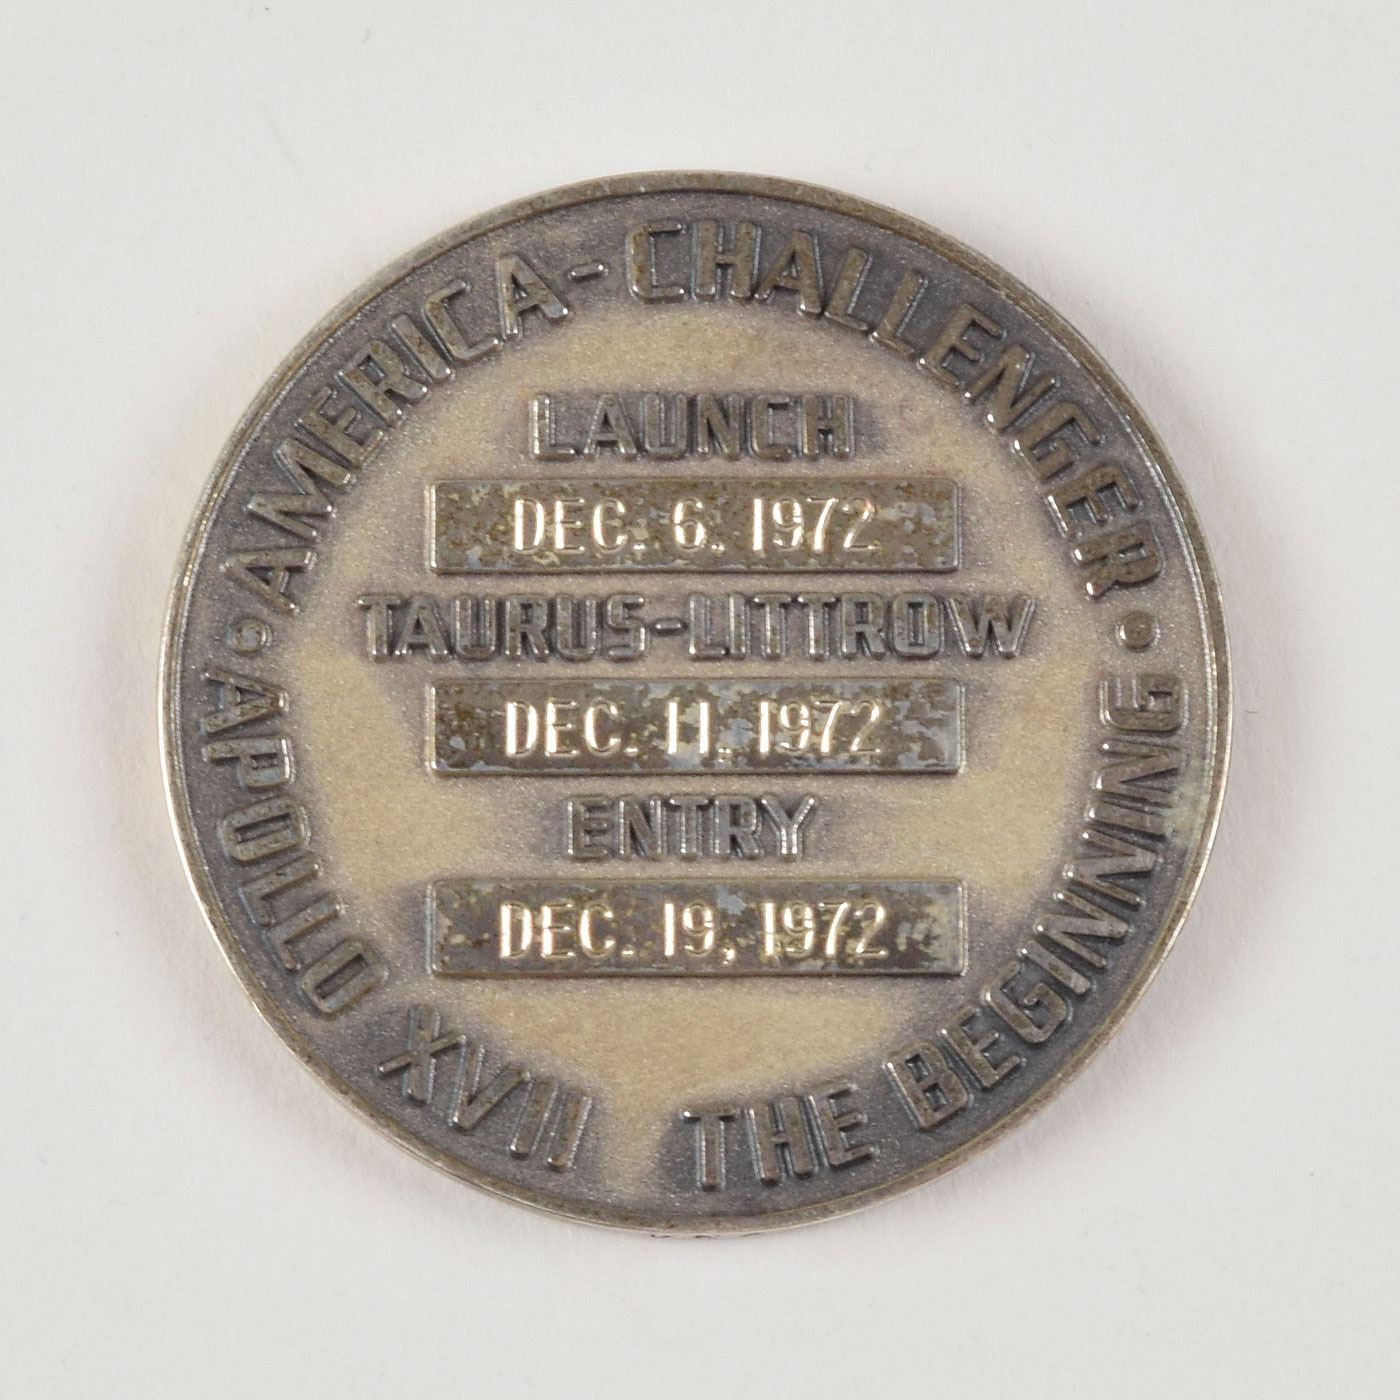 AMERICA - CHALLENGER
LAUNCH
DEC. 6. 1972
TAURUS-LITTROW
DEC. 11. 1972
ENTRY
DEC. 19, 1972
APOLLO XVII THE BEGINNING